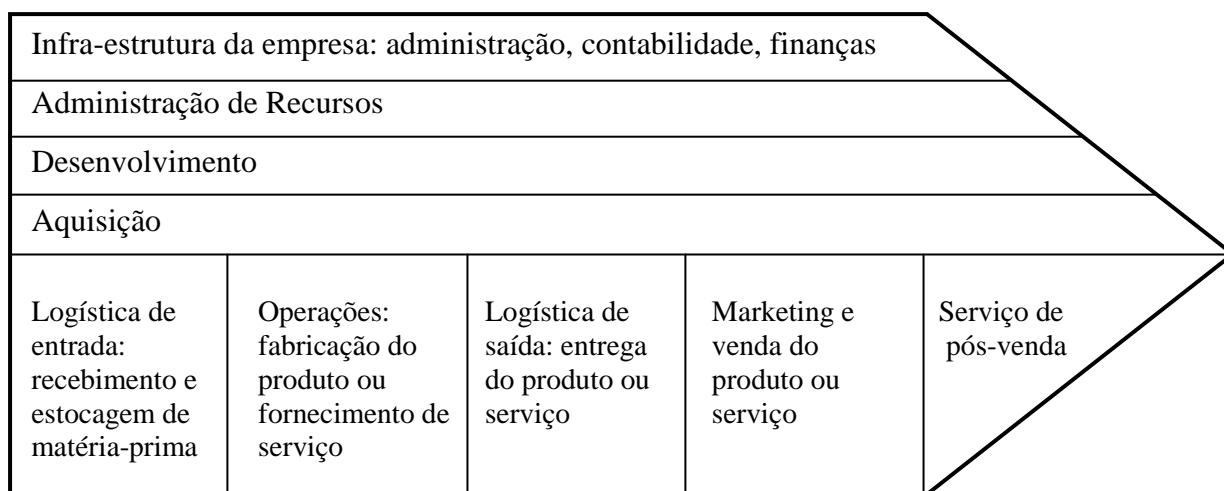 Infra-estrutura da empresa: administração, contabilidade, finanças
Administração de Recursos
Desenvolvimento
Aquisição
Logística de
entrada:
recebimento e
estocagem de
matéria-prima
Operações:
fabricação do
produto ou
fornecimento de
serviço
Logística de
saída: entrega
do produto ou
serviço
Marketing e
venda do
produto ou
serviço
Serviço de
pós-venda